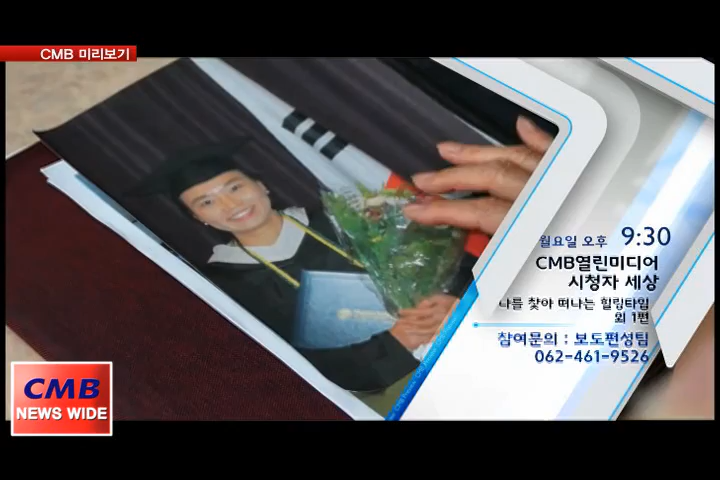 CMB 미리보기
월요일 오후 9:30
CMB열린미디어
시청자 세상
나를 찾아 떠나는 힐링타임
외 1편
참여문의 : 보도편성팀
062-461-9526
CMB
NEWS WIDE